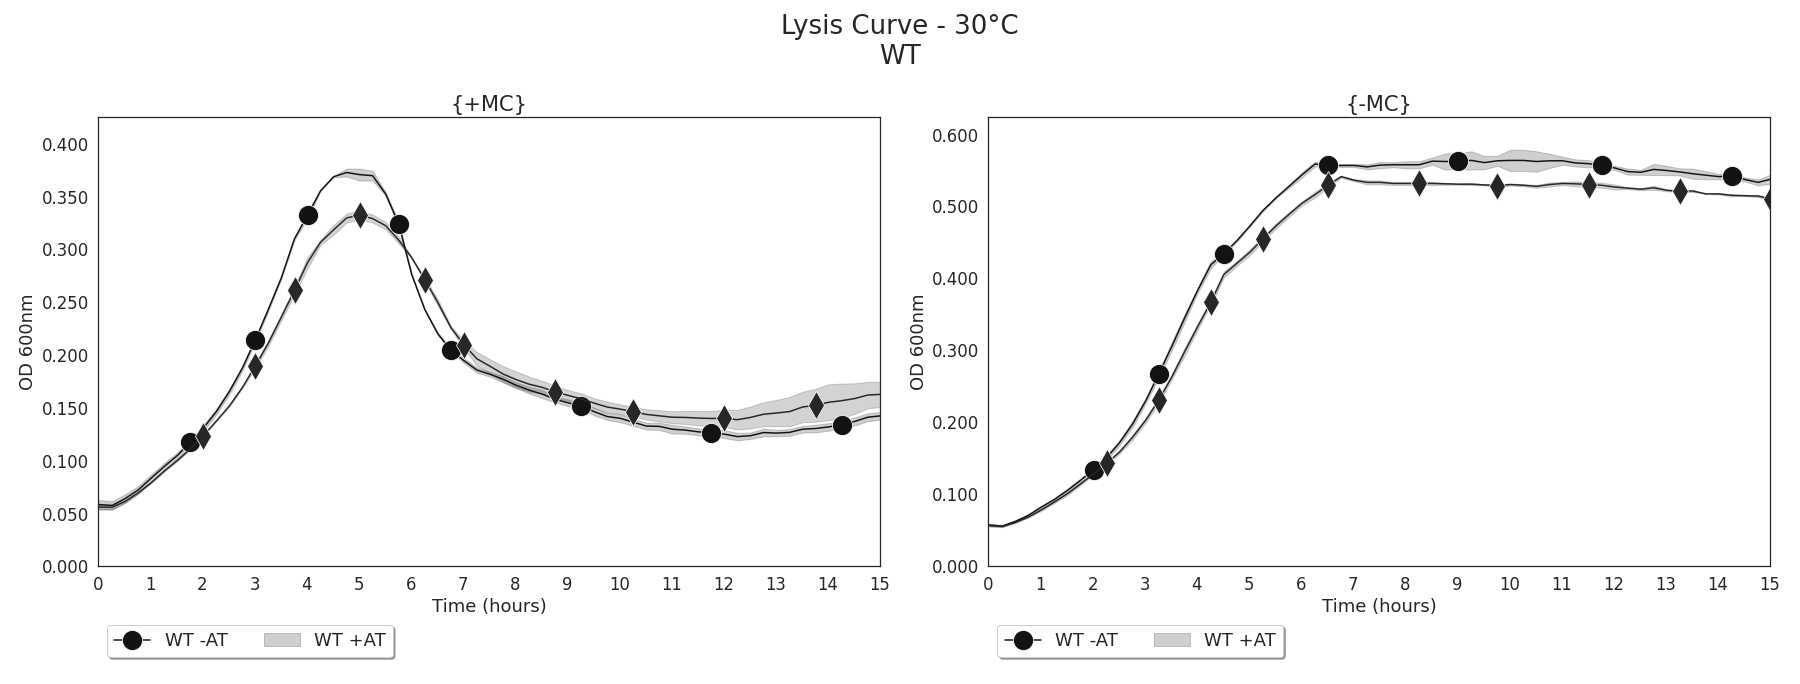 Lysis Curve - 30°C
WT
{+MC}
OD 600nm
0.400
0.350
0.300
0.250
0.200
0.150
0.100
0.050
0.000
0 1 2 3 4 5 6 7 8 9 10 11 12 13 14 15
Time (hours)
WT -AT WT +AT
{-MC}
OD 600nm
0.600
0.500
0.400
0.300
0.200
0.100
0.000
0 1 2 3 4 5 6 7 8 9 10 11 12 13 14 15
Time (hours)
WT -AT WT +AT